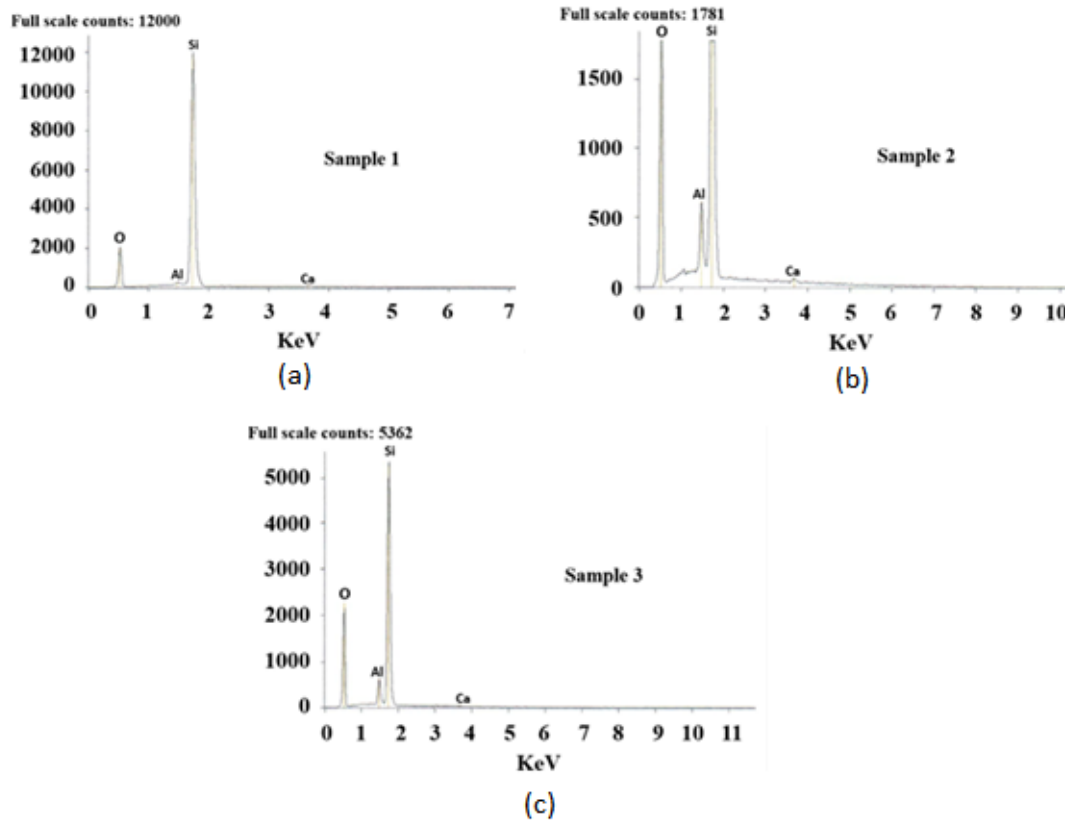 Full scale counts: 12000
12000
10000
8000
6000
4000
2000
0
O
Al
Si
Ca
Sample 1
0 1 2 3 4 5 6 7
KeV
(a)
Full scale counts: 1781
1500
1000
500
0
O
Al
Si
Ca
Sample 2
0 1 2 3 4 5 6 7 8 9 10
KeV
(b)
Full scale counts: 5362
5000
4000
3000
2000
1000
0
O
Al
Si
Ca
Sample 3
0 1 2 3 4 5 6 7 8 9 10 11
KeV
(c)